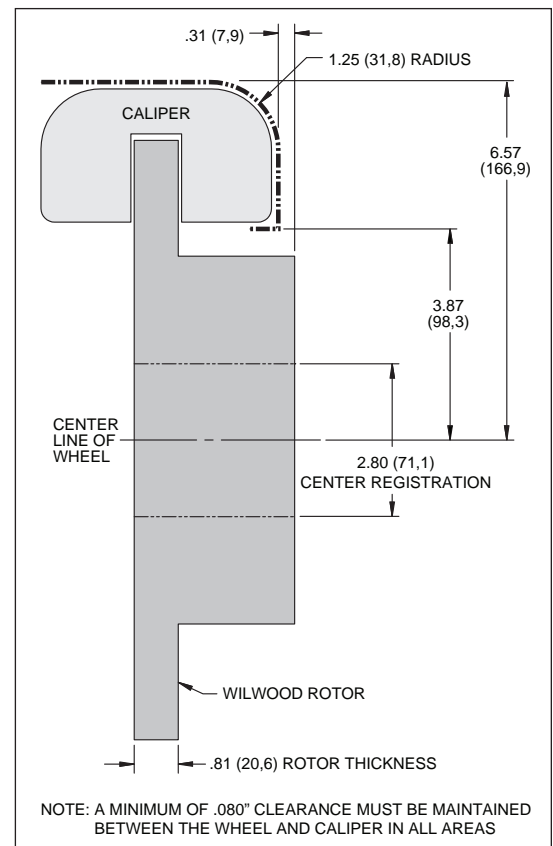 .31 (7,9)
1.25 (31,8) RADIUS
CALIPER
6.57
(166,9)
3.87
(98,3)
CENTER
LINE OF
WHEEL
2.80 (71,1)
CENTER REGISTRATION
WILWOOD ROTOR
.81 (20,6) ROTOR THICKNESS
NOTE: A MINIMUM OF .080" CLEARANCE MUST BE MAINTAINED
BETWEEN THE WHEEL AND CALIPER IN ALL AREAS